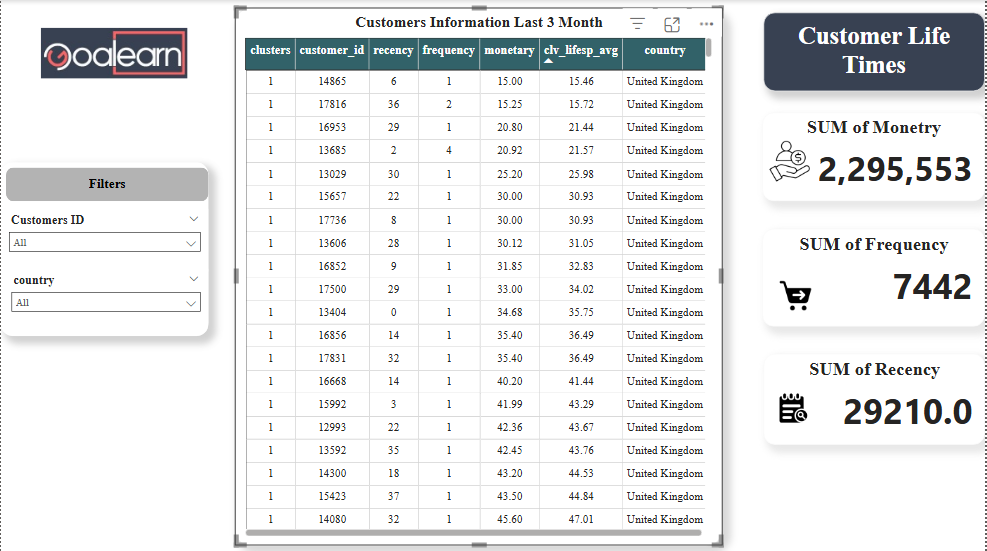 Goalearn
Filters
Customers ID
All
country
All
Customers Information Last 3 Month
clusters customer_id recency frequency monetary clv_lifesp_avg country
1 14865 6 1 15.00 15.46 United Kingdom
1 17816 36 2 15.25 15.72 United Kingdom
1 16953 29 1 20.80 21.44 United Kingdom
1 13685 2 4 20.92 21.57 United Kingdom
1 13029 30 1 25.20 25.98 United Kingdom
1 15657 22 1 30.00 30.93 United Kingdom
1 17736 8 1 30.00 30.93 United Kingdom
1 13606 28 1 30.12 31.05 United Kingdom
1 16852 9 1 31.85 32.83 United Kingdom
1 17500 29 1 33.00 34.02 United Kingdom
1 13404 0 1 34.68 35.75 United Kingdom
1 16856 14 1 35.40 36.49 United Kingdom
1 17831 32 1 35.40 36.49 United Kingdom
1 16668 14 1 40.20 41.44 United Kingdom
1 15992 3 1 41.99 43.29 United Kingdom
1 12993 22 1 42.36 43.67 United Kingdom
1 13592 35 1 42.45 43.76 United Kingdom
1 14300 18 1 43.20 44.53 United Kingdom
1 15423 37 1 43.50 44.84 United Kingdom
1 14080 32 1 45.60 47.01 United Kingdom
Customer Life
Times
SUM of Monetry
2,295,553
SUM of Frequency
7442
SUM of Recency
29210.0